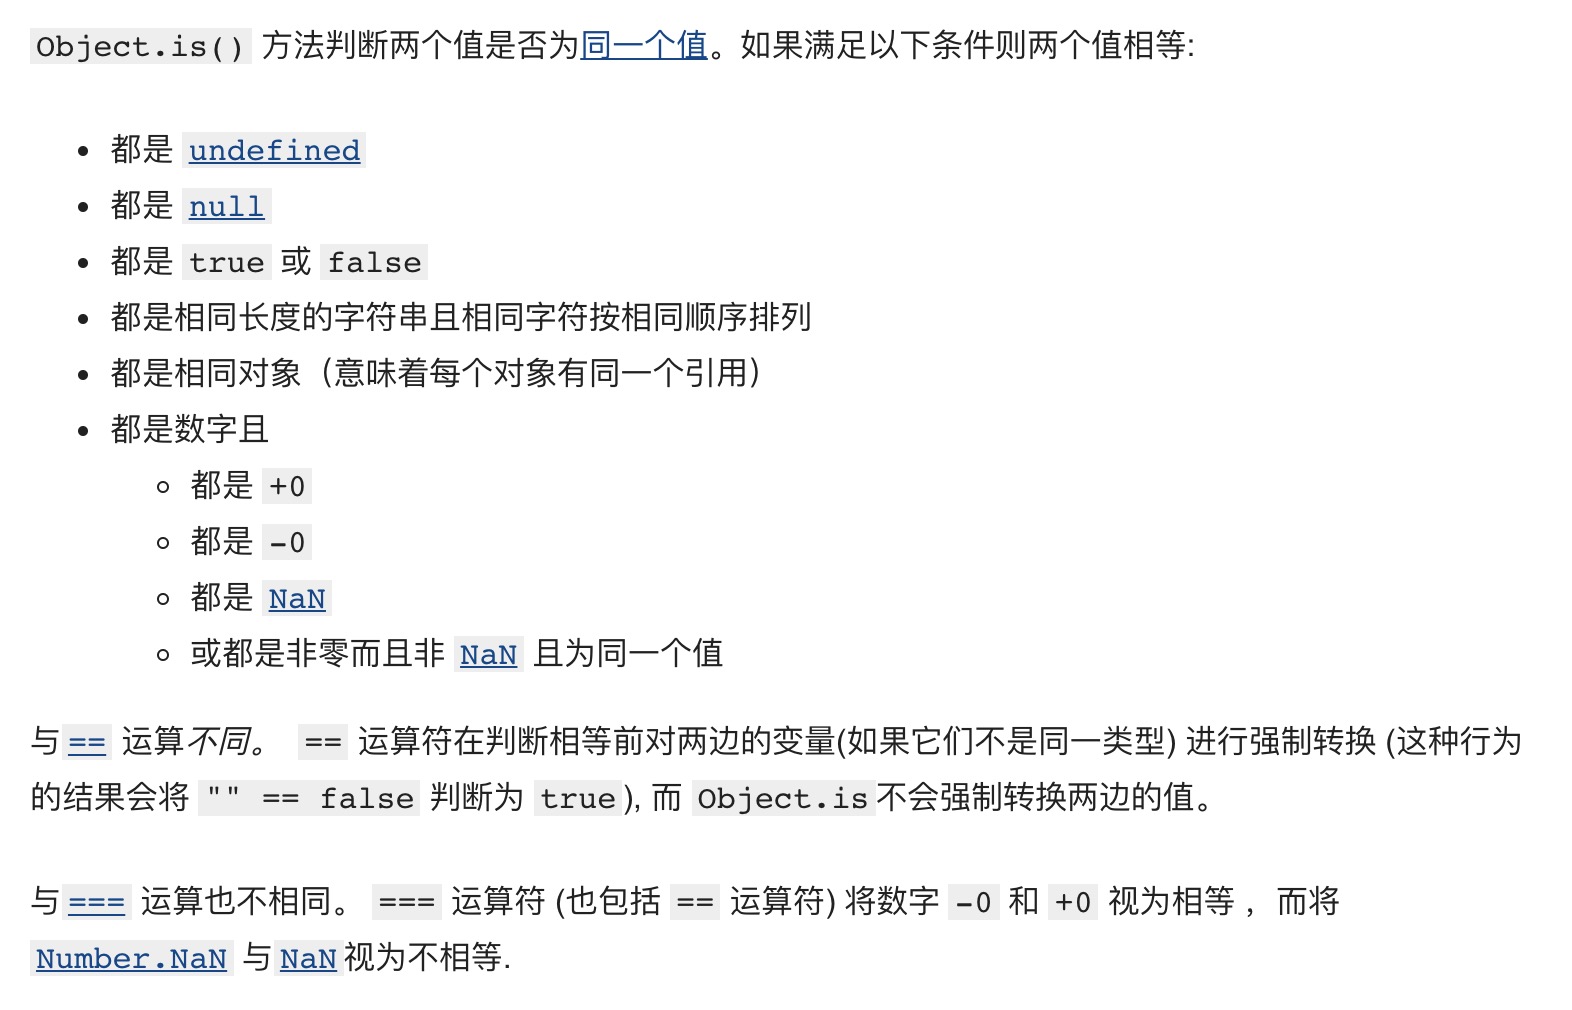 Object.is() 方法判断两个值是否为同一个值。如果满足以下条件则两个值相等:
都是 undefined
都是 null
都是 true 或 false
都是相同长度的字符串且相同字符按相同顺序排列
都是相同对象（意味着每个对象有同一个引用）
都是数字且
都是 +0
都是 -0
都是 NaN
或都是非零而且非 NaN 且为同一个值
与== 运算不同。 == 运算符在判断相等前对两边的变量(如果它们不是同一类型) 进行强制转换 (这种行为
的结果会将 "" == false 判断为 true), 而 Object.is不会强制转换两边的值。
与=== 运算也不相同。 === 运算符 (也包括 == 运算符) 将数字 -0 和 +0 视为相等 ，而将
Number.NaN 与NaN视为不相等.